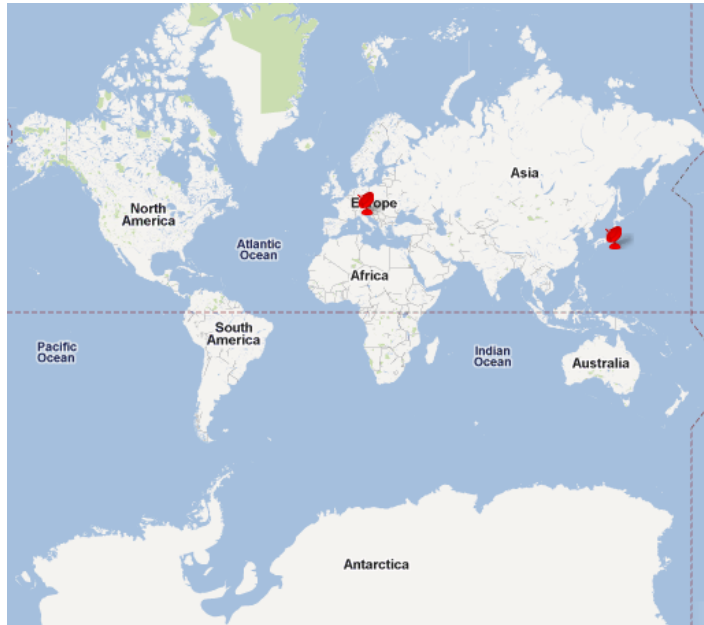 Asia
Europe
North
America
Atlantic
Ocean
Africa
South
America
Pacific
Ocean
Indian
Ocean
Australia
Antarctica